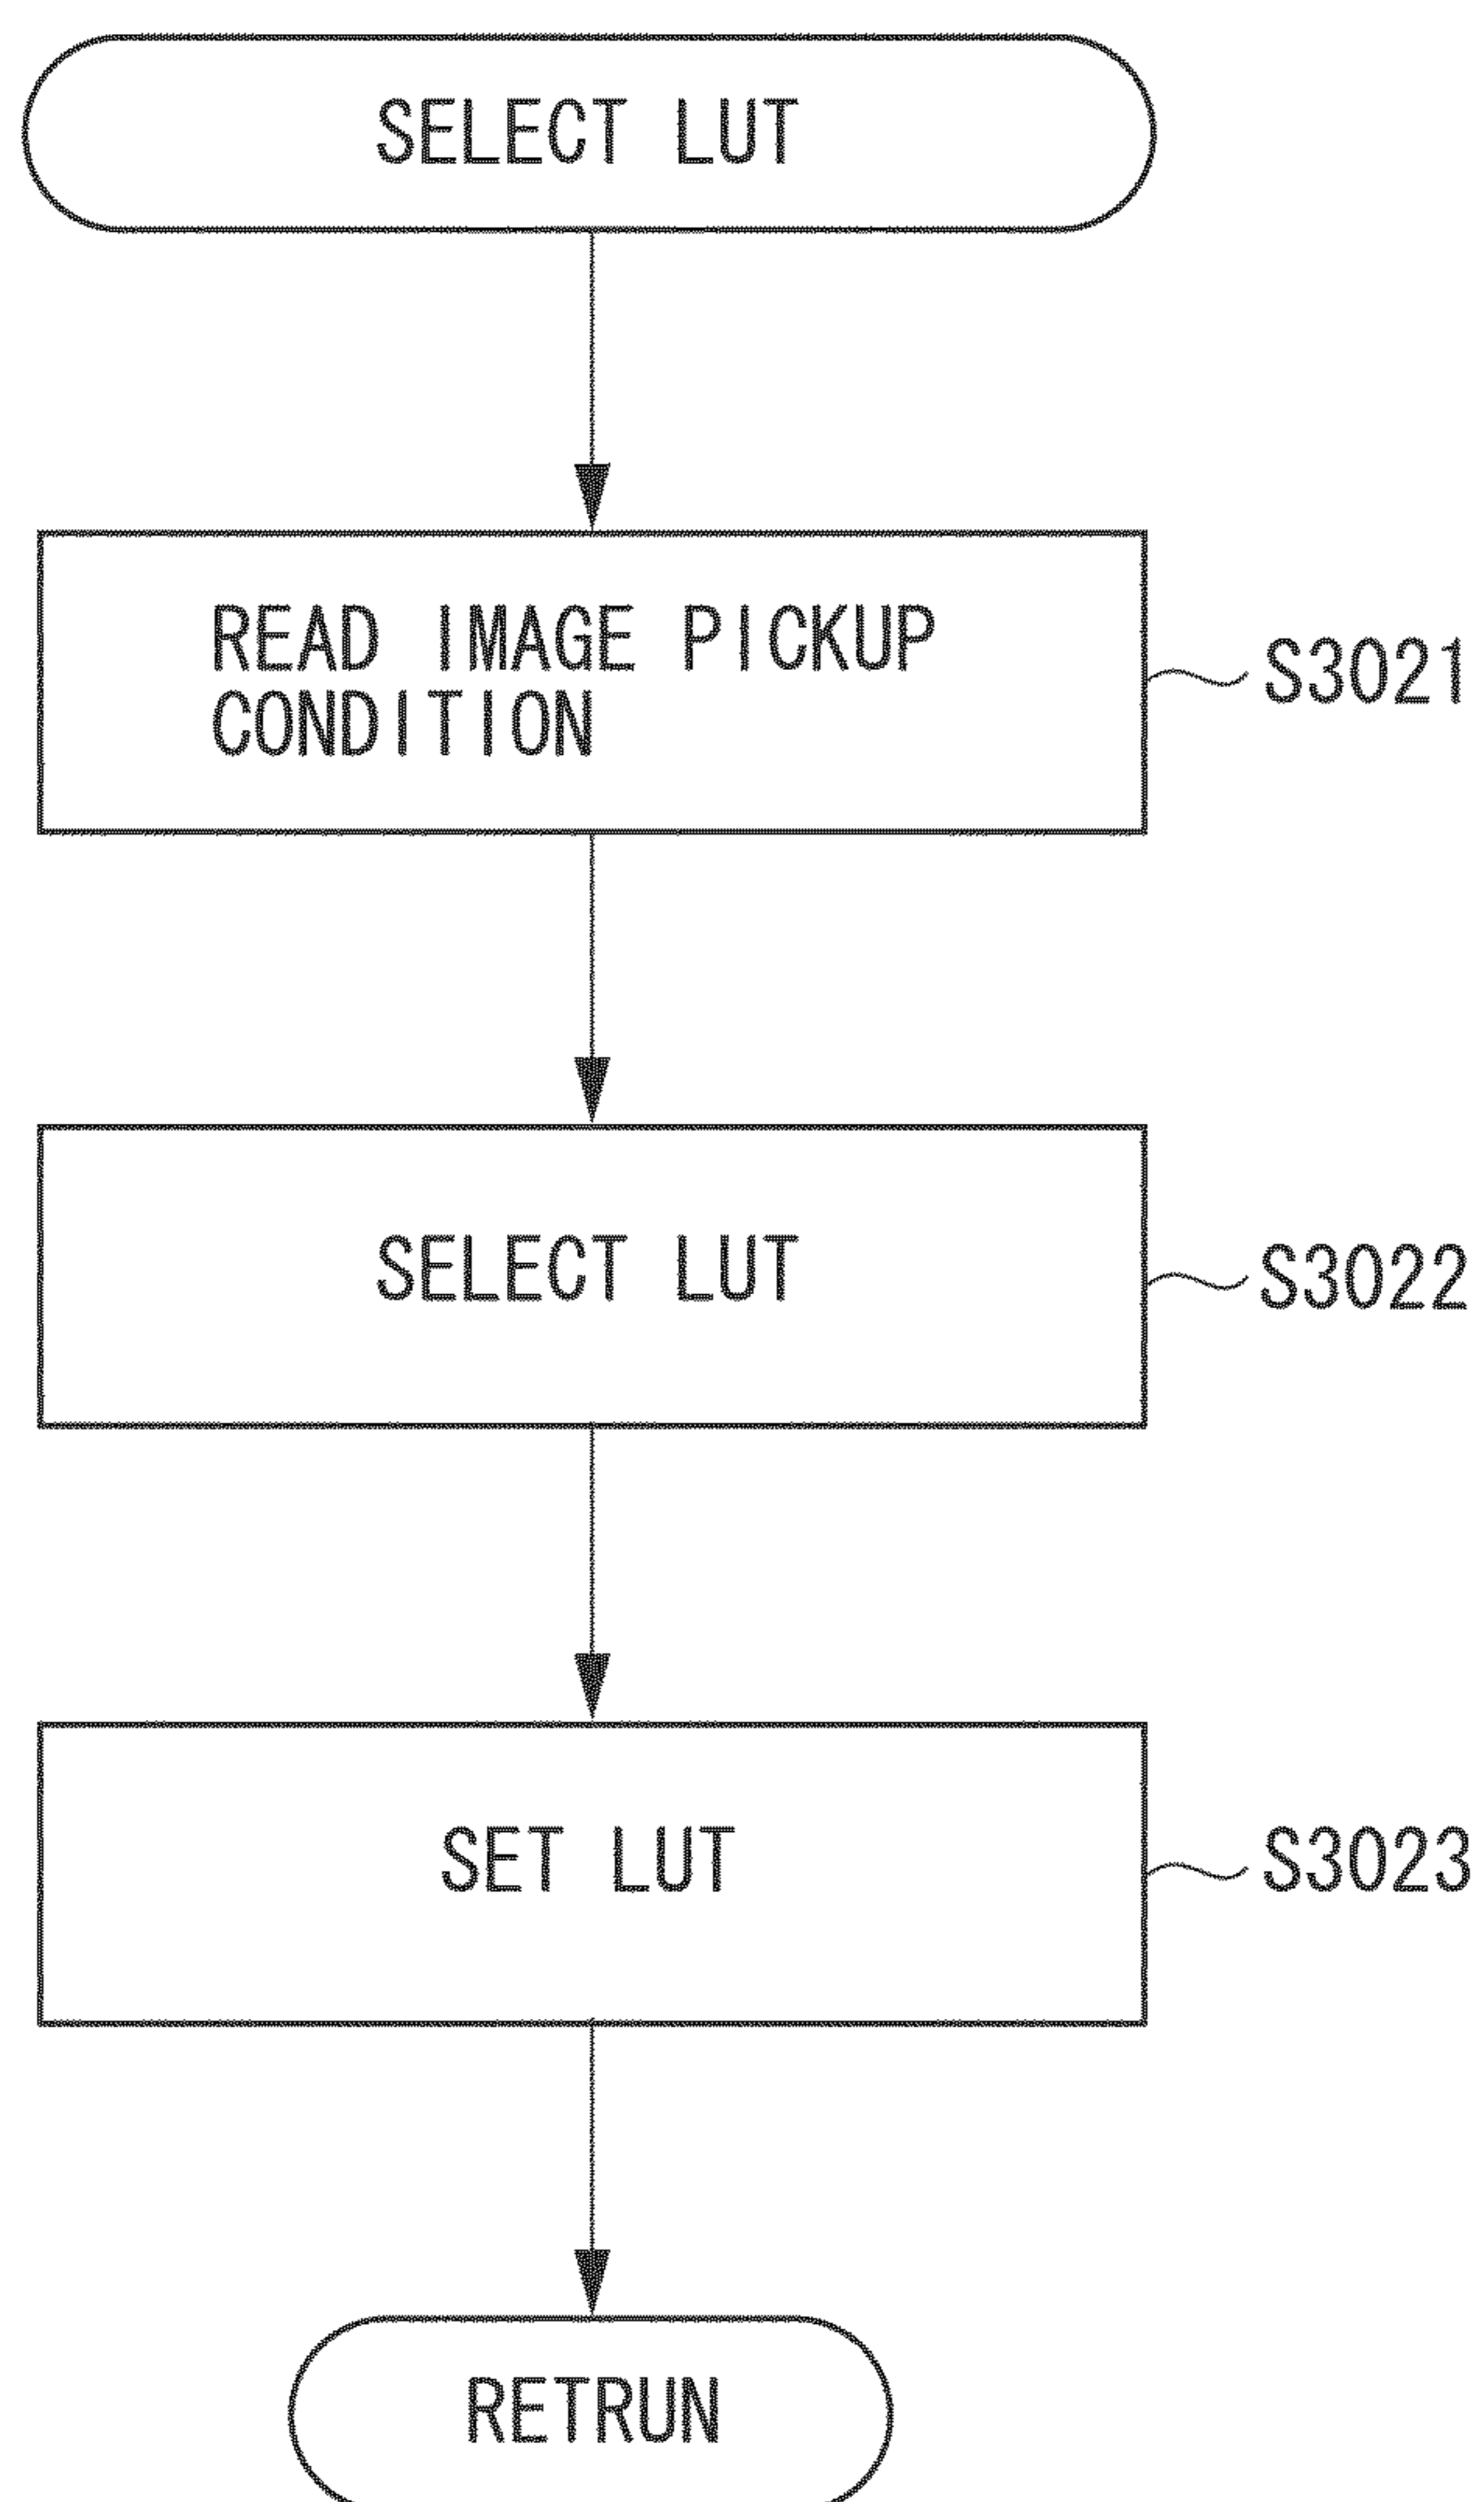 SELECT LUT
READ IMAGE PICKUP
CONDITION
S3021
SELECT LUT
S3022
SET LUT
S3023
RETRUN